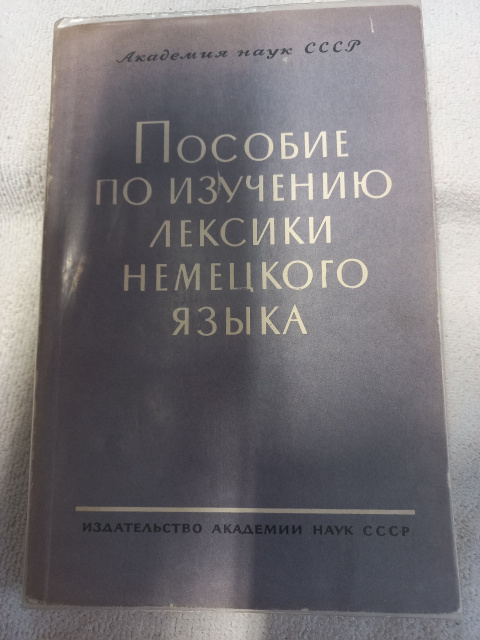 Академия наук СССР
Пособие
по изучению
лексики
немецкого
языка
Издательство Академии наук СССР